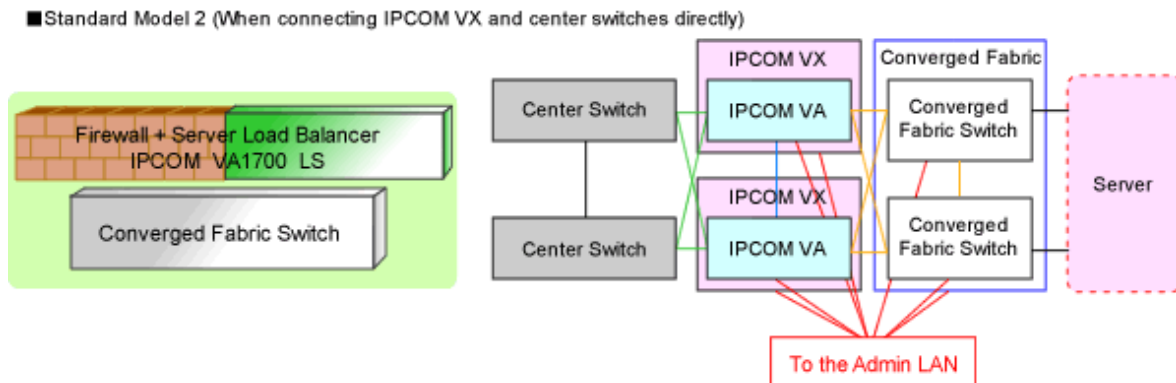 ■Standard Model 2 (When connecting IPCOM VX and center switches directly)
Firewall + Server Load Balancer
IPCOM VA1700 LS
Converged Fabric Switch
Center Switch
Center Switch
IPCOM VX
IPCOM VA
IPCOM VX
IPCOM VA
Converged Fabric
Converged
Fabric Switch
Converged
Fabric Switch
Server
To the Admin LAN